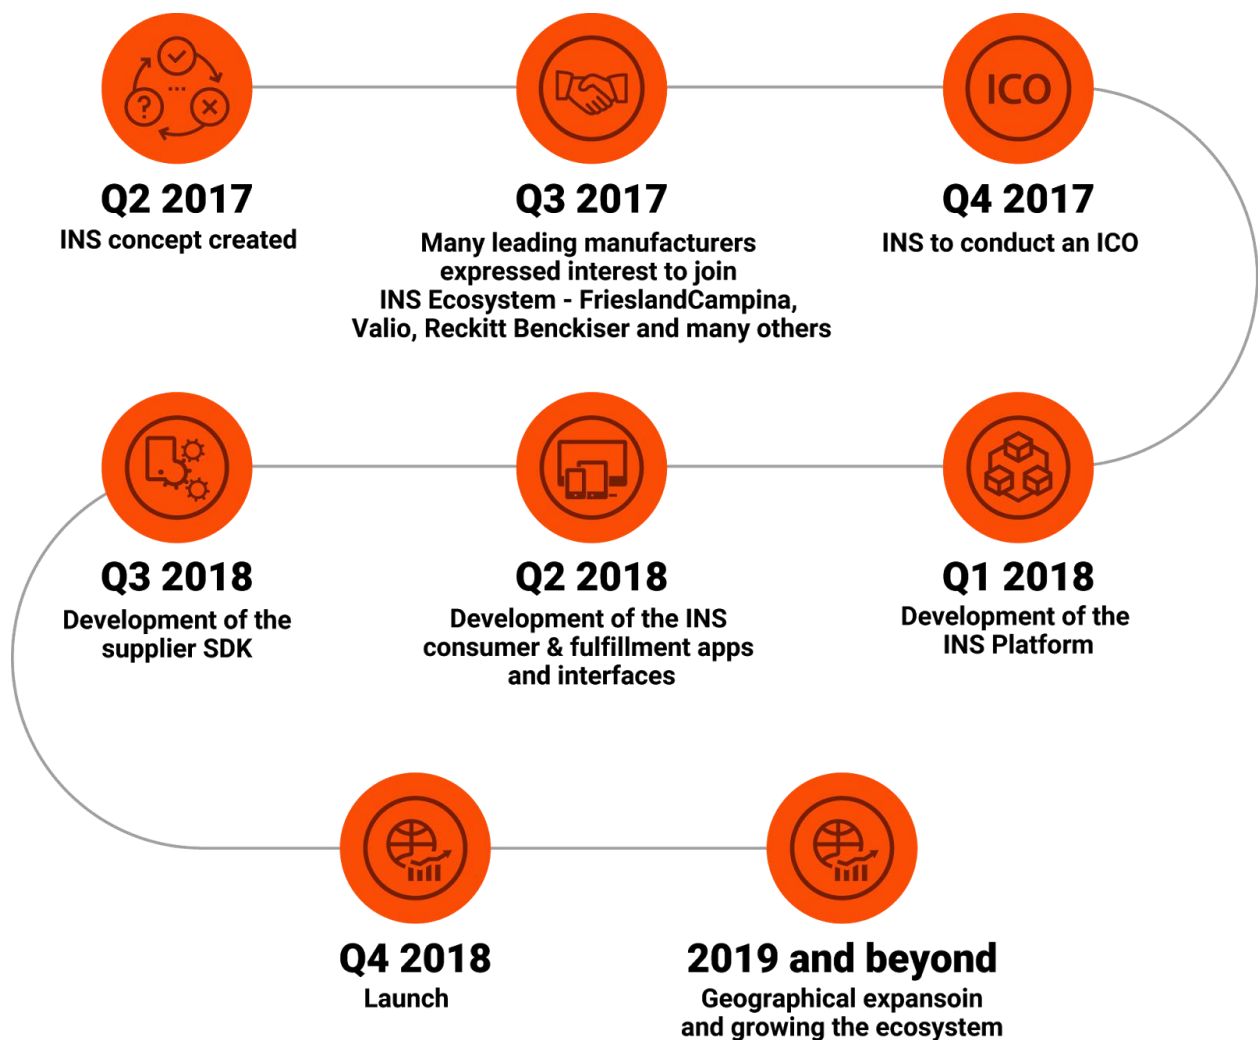 ICO
Q2 2017
INS concept created
Q3 2017
Many leading manufacturers
expressed interest to join
INS Ecosystem - FrieslandCampina,
Valio, Reckitt Benckiser and many others
Q4 2017
INS to conduct an ICO
Q3 2018
Development of the
supplier SDK
Q2 2018
Development of the INS
consumer & fulfillment apps
and interfaces
Q1 2018
Development of the
INS Platform
Q4 2018
Launch
2019 and beyond
Geographical expansoin
and growing the ecosystem